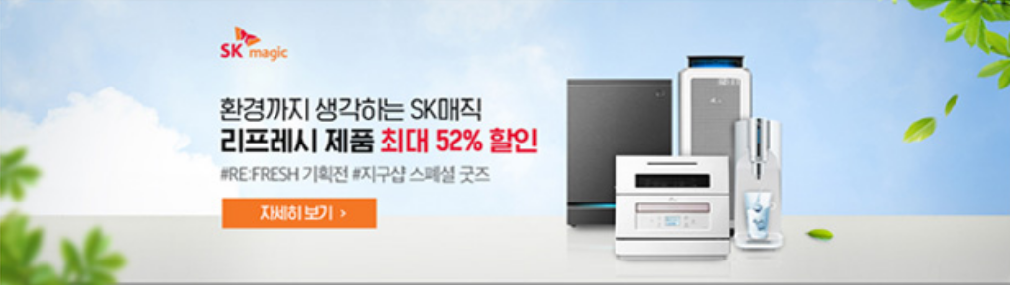 SK magic
환경까지 생각하는 SK매직
리프레시 제품 최대 52% 할인
#RE:FRESH 기획전 #지구샵 스페셜 굿즈
자세히 보기 >